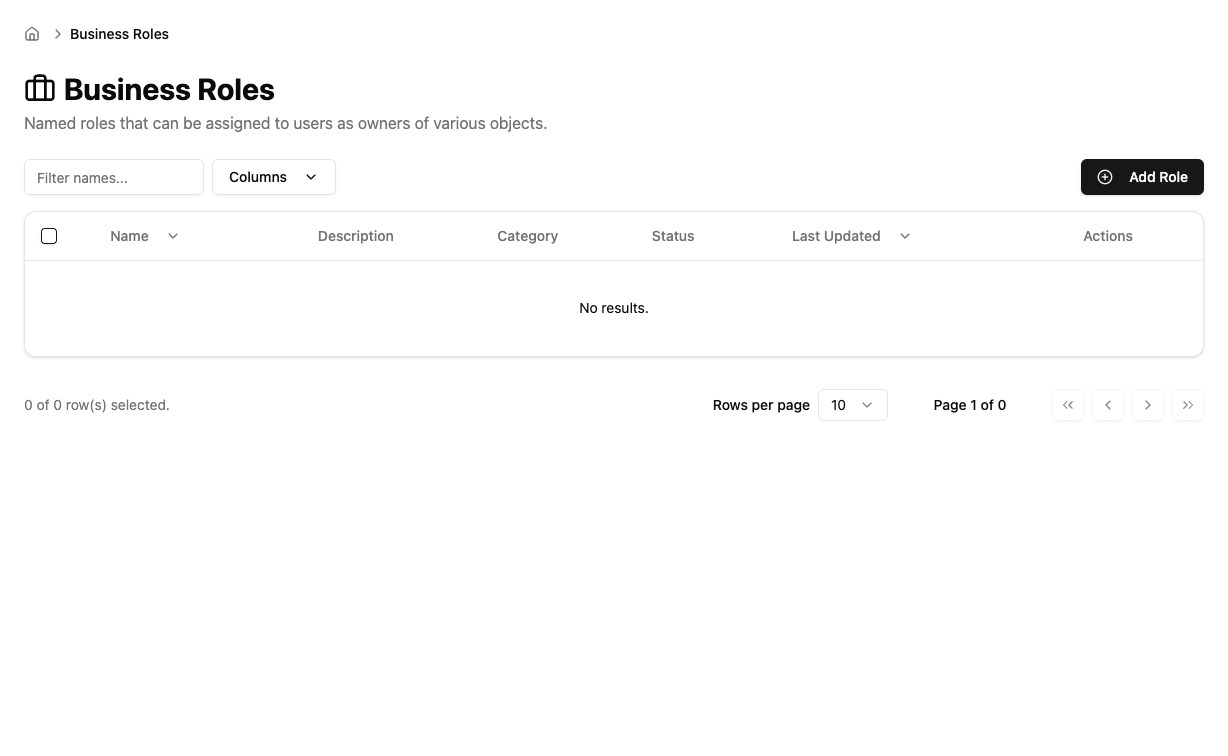 Business Roles
Business Roles
Named roles that can be assigned to users as owners of various objects.
Filter names...
Columns
Add Role
Name
Description
Category
Status
Last Updated
Actions
No results.
0 of 0 row(s) selected.
Rows per page
10
Page 1 of 0